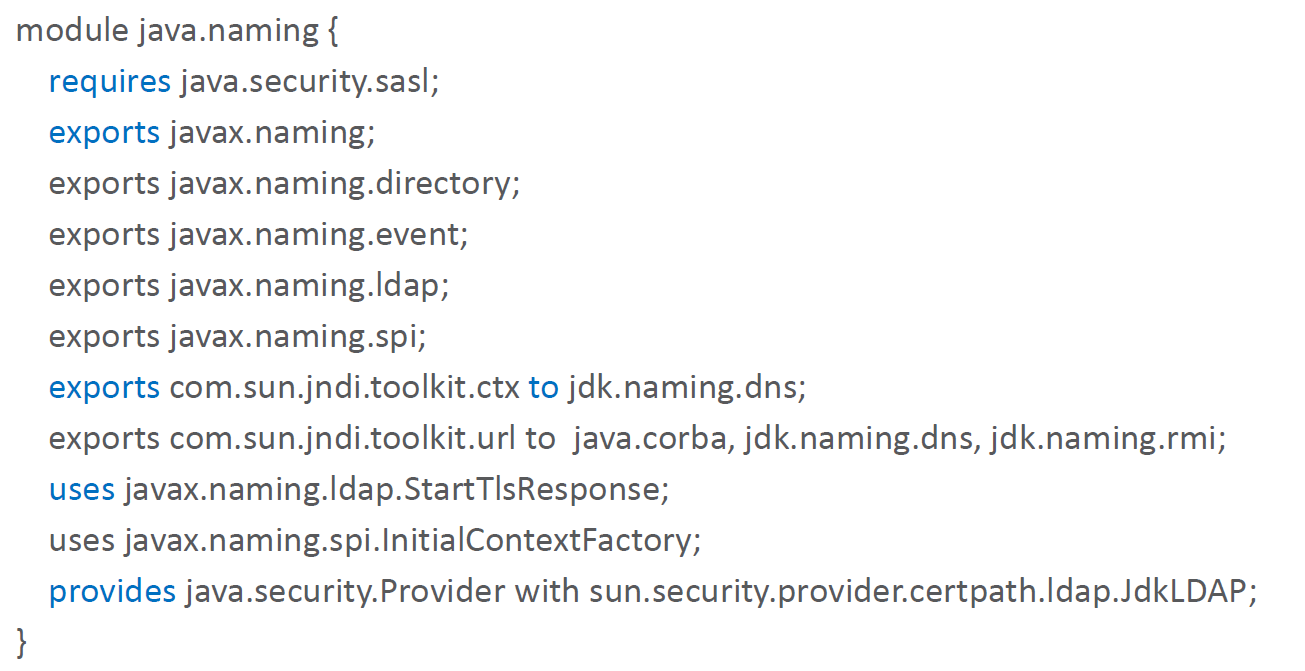 module java.naming {
requires java.security.sasl;
exports javax.naming;
exports javax.naming.directory;
exports javax.naming.event;
exports javax.naming.ldap;
exports javax.naming.spi;
exports com.sun.jndi.toolkit.ctx to jdk.naming.dns;
exports com.sun.jndi.toolkit.url to  java.corba, jdk.naming.dns, jdk.naming.rmi;
uses javax.naming.ldap.StartTlsResponse;
uses javax.naming.spi.InitialContextFactory;
provides java.security.Provider with sun.security.provider.certpath.ldap.JdkLDAP;
}